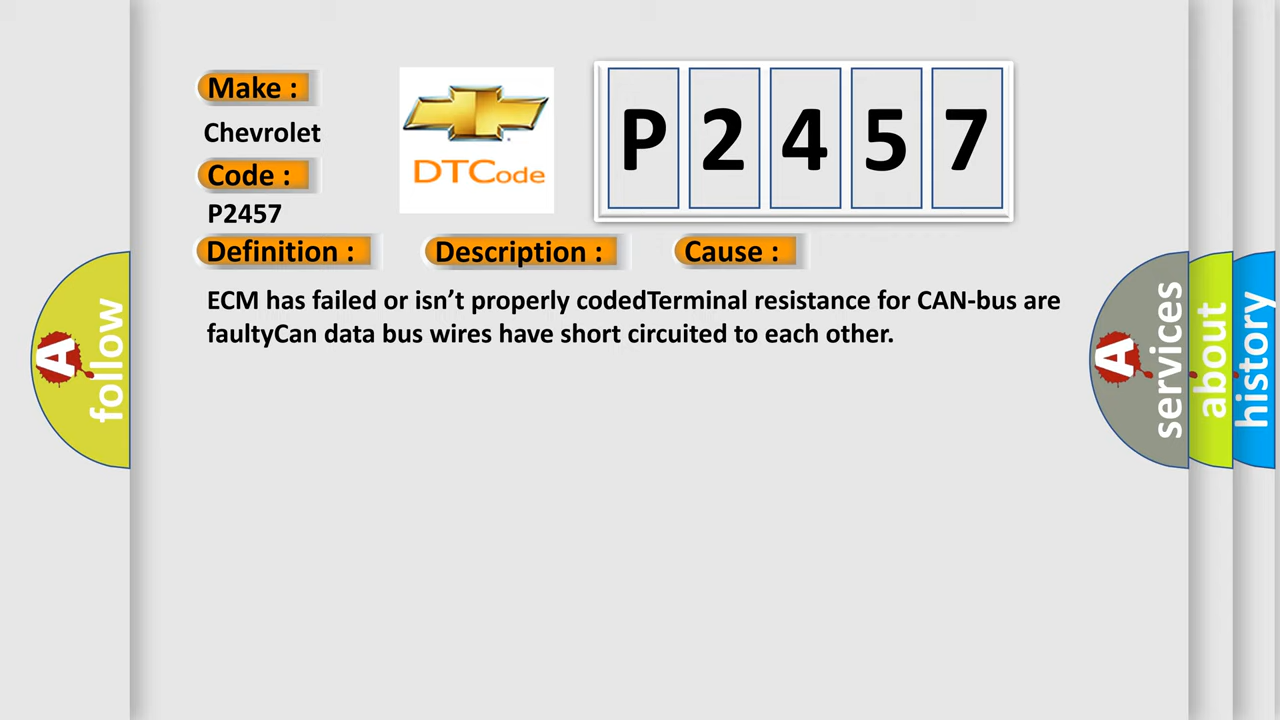 Make :
Chevrolet
Code :
P2457
DTCode
P 2 4 5 7
Definition :
Description :
Cause :
ECM has failed or isn’t properly codedTerminal resistance for CAN-bus are
faultyCan data bus wires have short circuited to each other.
A
follow
A
services
about
history